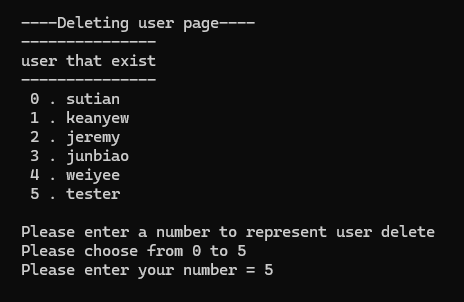 ----Deleting user page----
---------------
user that exist
---------------
0 . sutian
1 . keanyew
2 . jeremy
3 . junbiao
4 . weiyee
5 . tester
Please enter a number to represent user delete
Please choose from 0 to 5
Please enter your number = 5